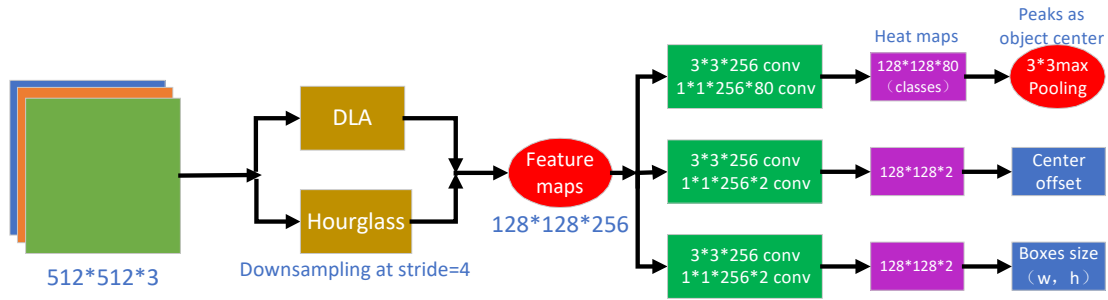 512*512*3
DLA
Hourglass
Downsampling at stride=4
Feature
maps
128*128*256
3*3*256 conv
1*1*256*80 conv
Heat maps
128*128*80
（classes）
Peaks as
object center
3*3max
Pooling
3*3*256 conv
1*1*256*2 conv
128*128*2
Center
offset
3*3*256 conv
1*1*256*2 conv
128*128*2
Boxes size
（w，h）